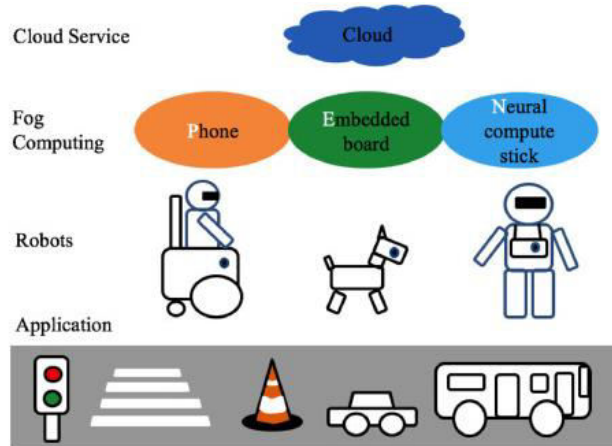 Cloud Service
Cloud
Fog
Computing
Phone
Embedded
board
Neural
compute
stick
Robots
Application